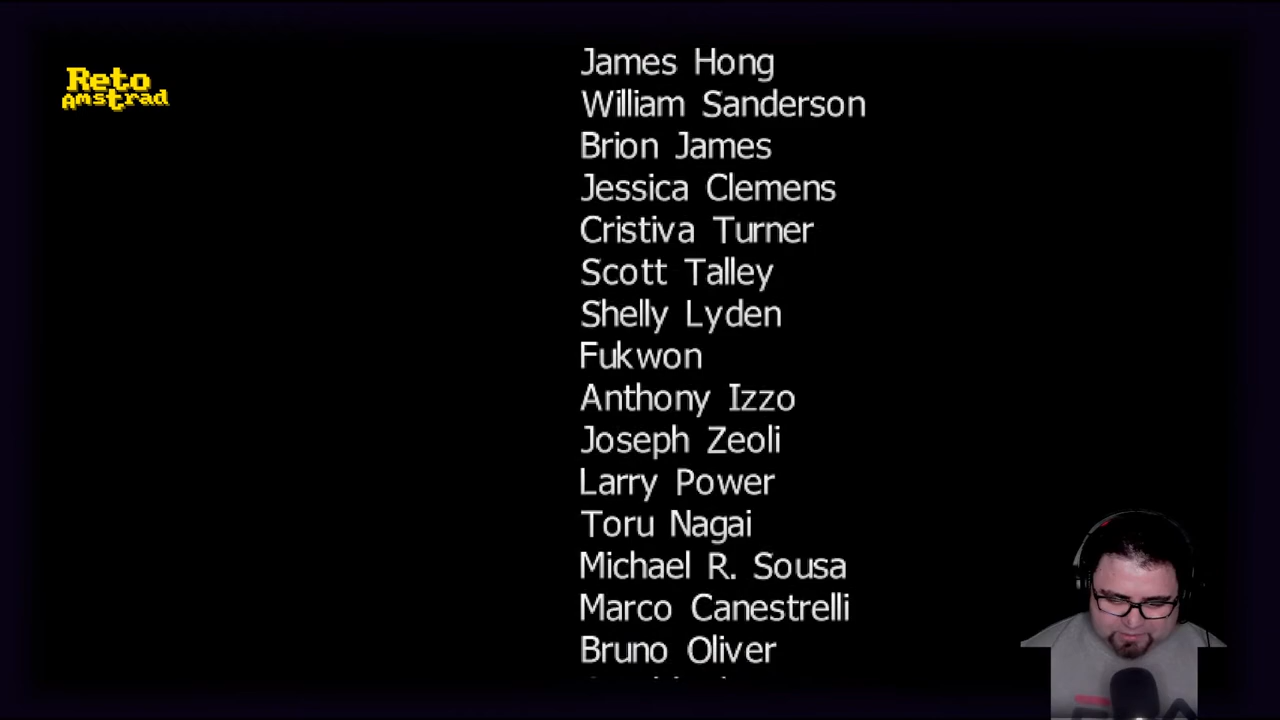 Reto
Amstrad
James Hong
William Sanderson
Brion James
Jessica Clemens
Cristiva Turner
Scott Talley
Shelly Lyden
Fukwon
Anthony Izzo
Joseph Zeoli
Larry Power
Toru Nagai
Michael R. Sousa
Marco Canestrelli
Bruno Oliver